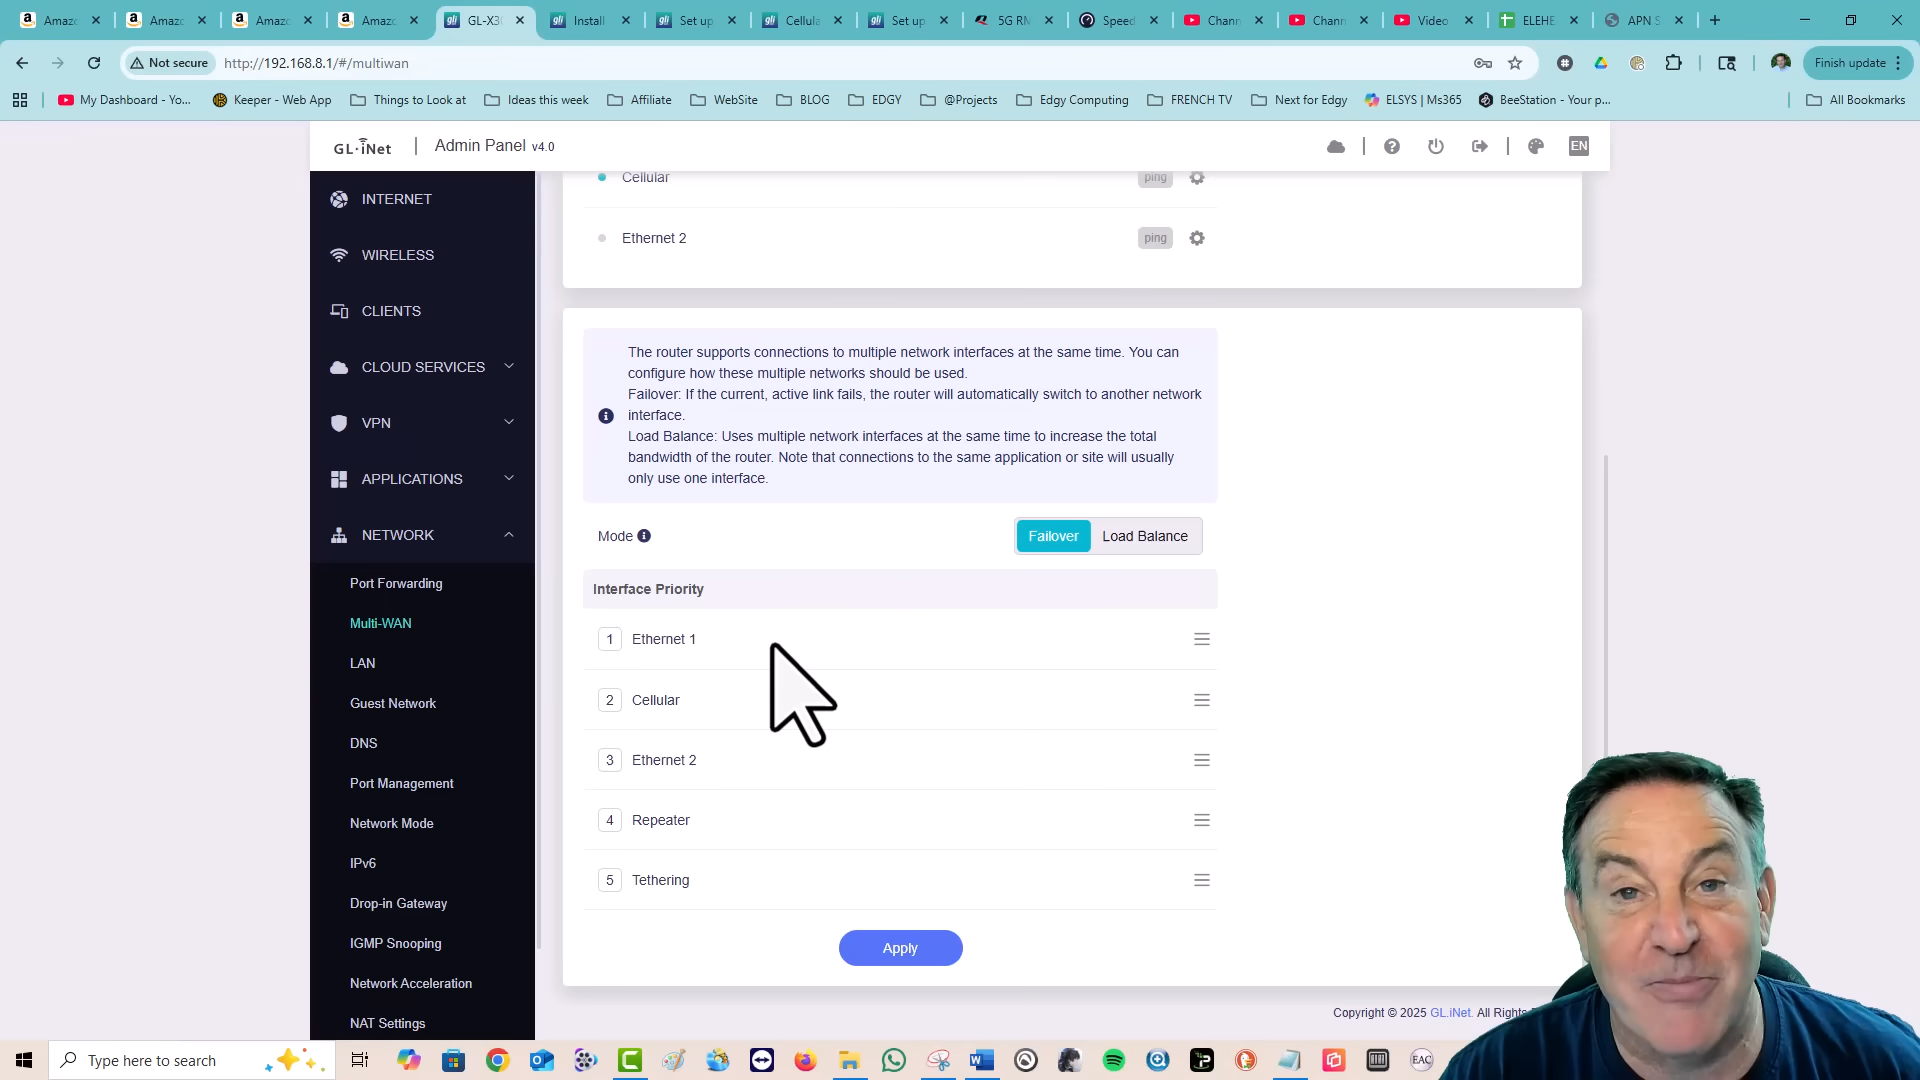 Amazo
Amazo
Amazo
Amazo
GL-X30
Install
Set up
Cellula
Set up
5G RM
Speed
Chann
Chann
Video
ELEHE
APN S
Not secure
http://192.168.8.1/#/multiwan
Finish update
My Dashboard - Yo...
Keeper - Web App
Things to Look at
Ideas this week
Affiliate
WebSite
BLOG
EDGY
@Projects
Edgy Computing
FRENCH TV
Next for Edgy
ELSYS | Ms365
BeeStation - Your p...
All Bookmarks
GL·iNet
Admin Panel v4.0
EN
INTERNET
WIRELESS
CLIENTS
CLOUD SERVICES
VPN
APPLICATIONS
NETWORK
Port Forwarding
Multi-WAN
LAN
Guest Network
DNS
Port Management
Network Mode
IPv6
Drop-in Gateway
IGMP Snooping
Network Acceleration
NAT Settings
Cellular
ping
Ethernet 2
ping
The router supports connections to multiple network interfaces at the same time. You can
configure how these multiple networks should be used.
Failover: If the current, active link fails, the router will automatically switch to another network
interface.
Load Balance: Uses multiple network interfaces at the same time to increase the total
bandwidth of the router. Note that connections to the same application or site will usually
only use one interface.
Mode
Failover
Load Balance
Interface Priority
1 Ethernet 1
2 Cellular
3 Ethernet 2
4 Repeater
5 Tethering
Apply
Copyright © 2025 GL.iNet. All Rights
Type here to search
EAC